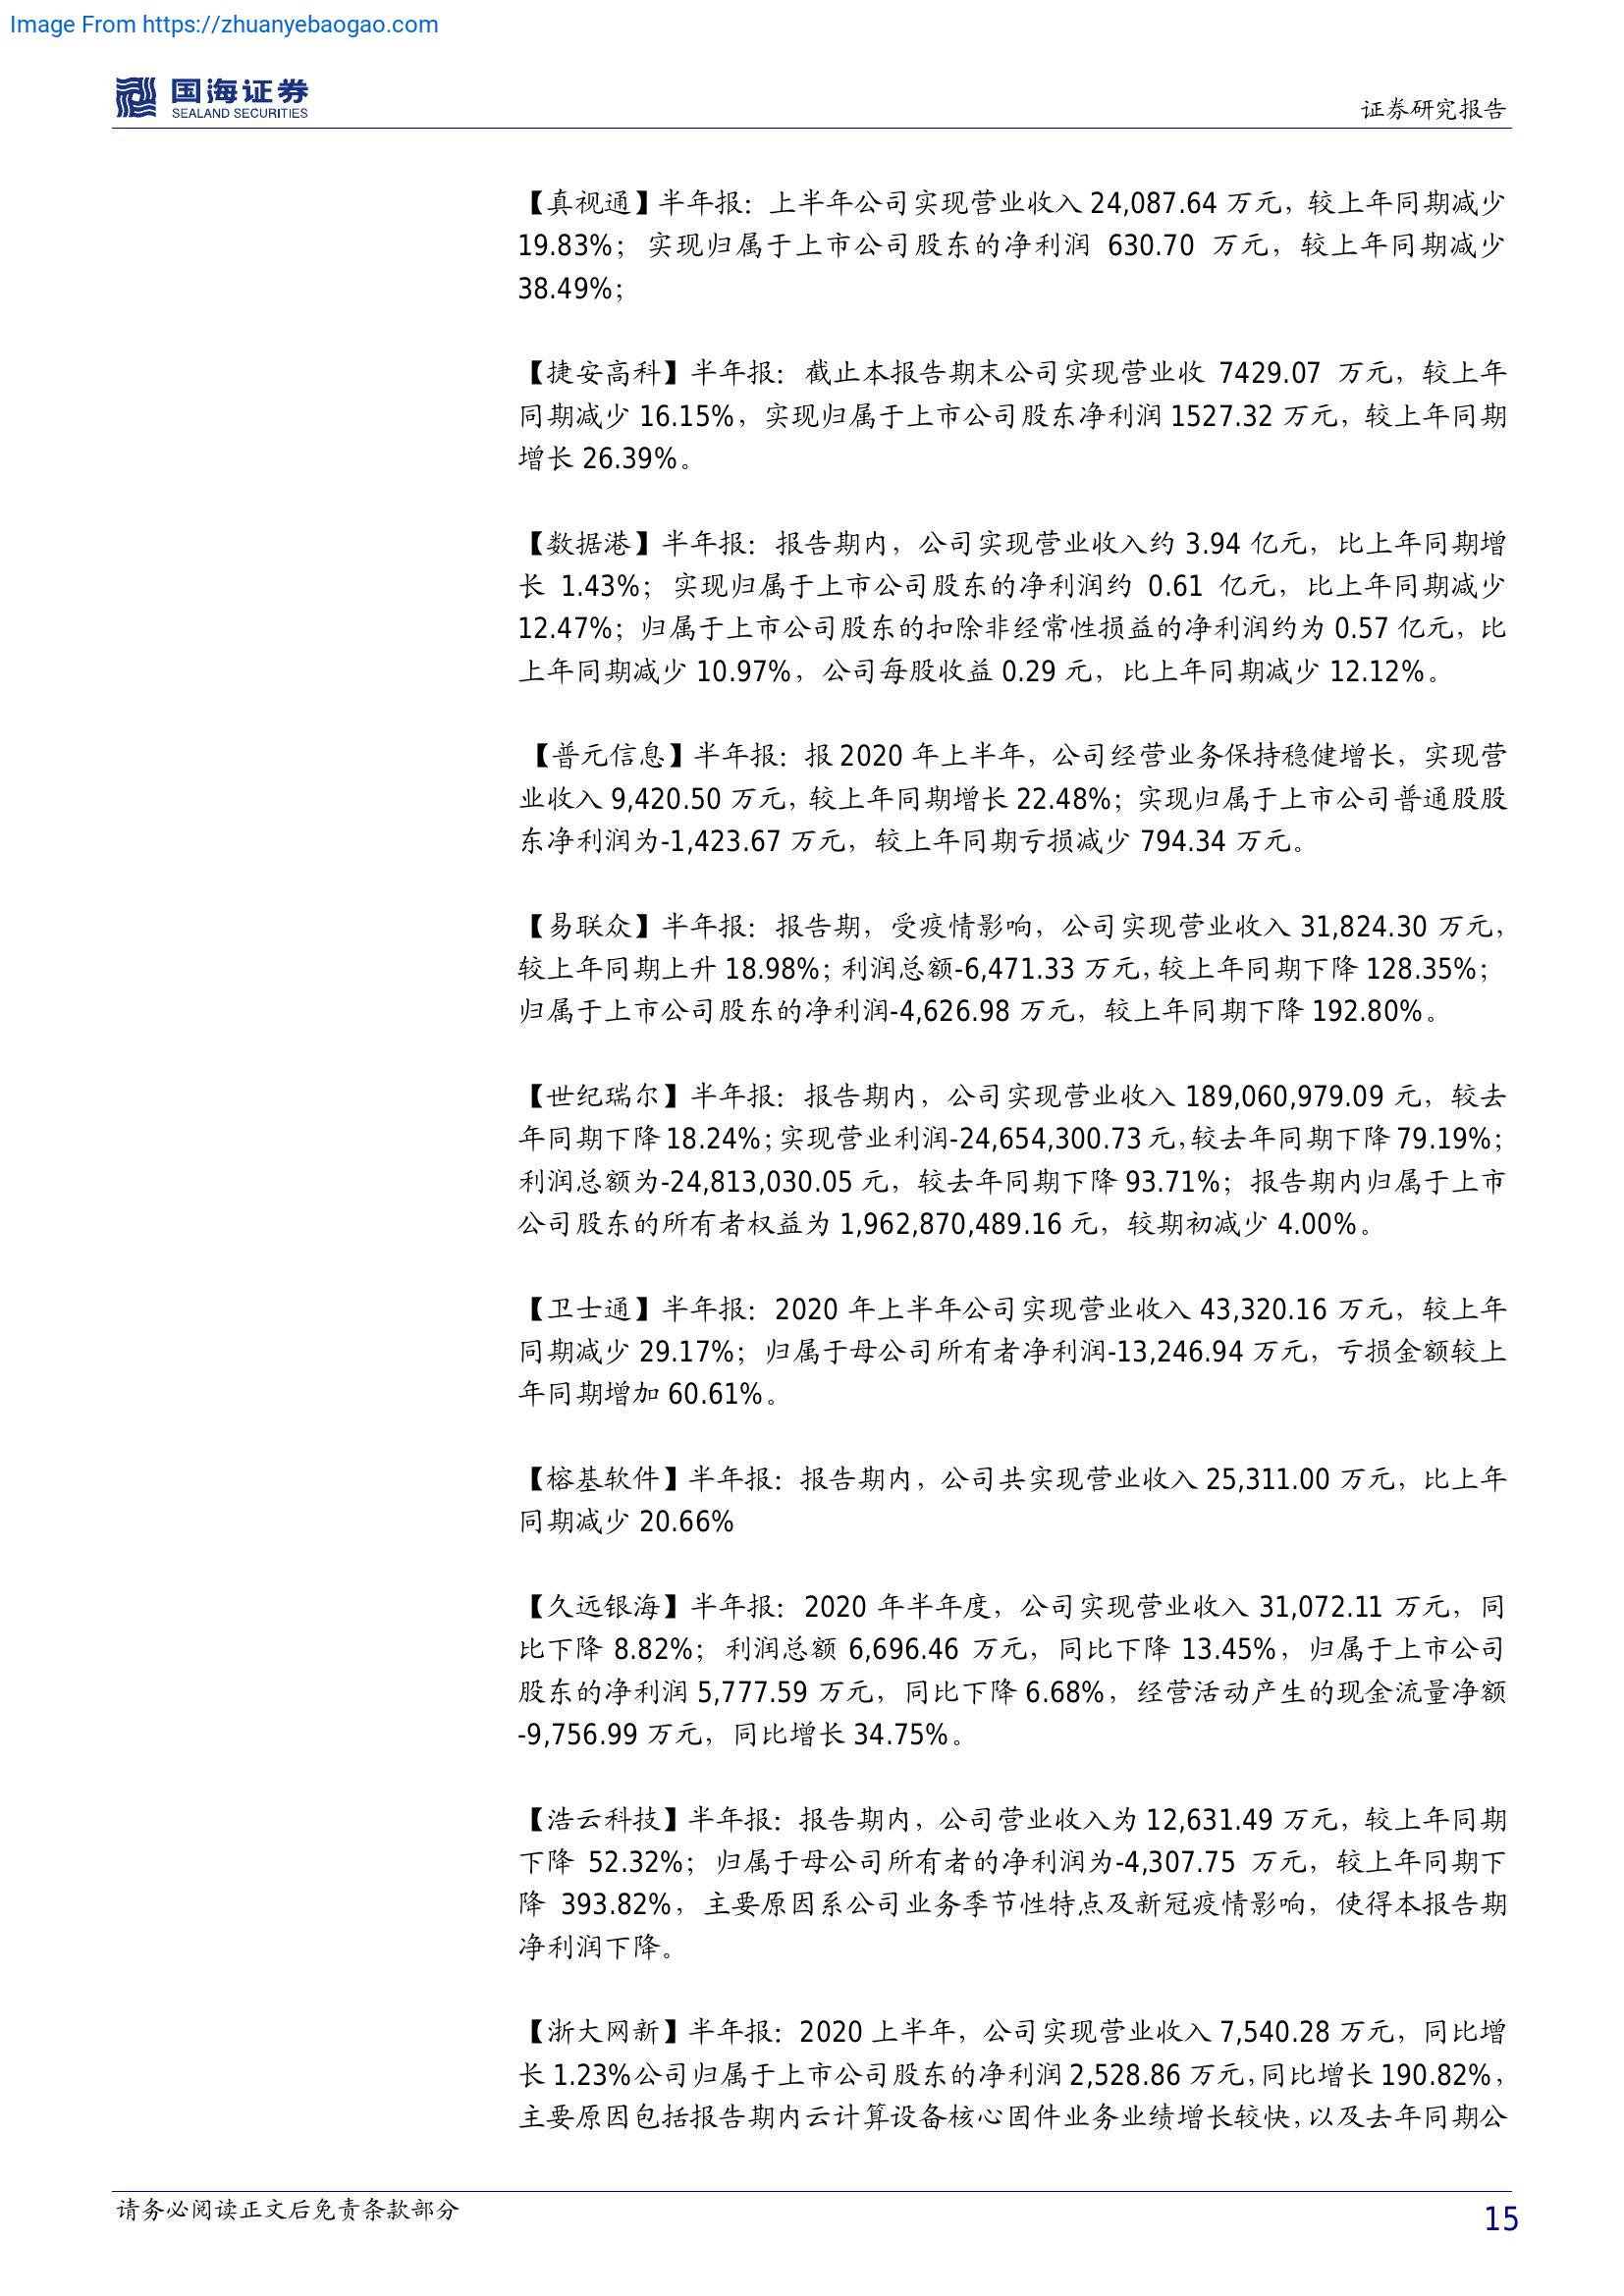 Image From https://zhuanyebaogao.com
国海证券
SEALAND SECURITIES
证券研究报告
【真视通】半年报：上半年公司实现营业收入 24,087.64 万元，较上年同期减少
19.83%；实现归属于上市公司股东的净利润 630.70 万元，较上年同期减少
38.49%；
【捷安高科】半年报：截止本报告期末公司实现营业收 7429.07 万元，较上年
同期减少 16.15%，实现归属于上市公司股东净利润 1527.32 万元，较上年同期
增长 26.39%。
【数据港】半年报：报告期内，公司实现营业收入约 3.94 亿元，比上年同期增
长 1.43%；实现归属于上市公司股东的净利润约 0.61 亿元，比上年同期减少
12.47%；归属于上市公司股东的扣除非经常性损益的净利润约为 0.57 亿元，比
上年同期减少 10.97%，公司每股收益 0.29 元，比上年同期减少 12.12%。
【普元信息】半年报：报 2020 年上半年，公司经营业务保持稳健增长，实现营
业收入 9,420.50 万元，较上年同期增长 22.48%；实现归属于上市公司普通股股
东净利润为-1,423.67 万元，较上年同期亏损减少 794.34 万元。
【易联众】半年报：报告期，受疫情影响，公司实现营业收入 31,824.30 万元，
较上年同期上升 18.98%；利润总额-6,471.33 万元，较上年同期下降 128.35%；
归属于上市公司股东的净利润-4,626.98 万元，较上年同期下降 192.80%。
【世纪瑞尔】半年报：报告期内，公司实现营业收入 189,060,979.09 元，较去
年同期下降 18.24%；实现营业利润-24,654,300.73 元，较去年同期下降 79.19%；
利润总额为-24,813,030.05 元，较去年同期下降 93.71%；报告期内归属于上市
公司股东的所有者权益为 1,962,870,489.16 元，较期初减少 4.00%。
【卫士通】半年报：2020 年上半年公司实现营业收入 43,320.16 万元，较上年
同期减少 29.17%；归属于母公司所有者净利润-13,246.94 万元，亏损金额较上
年同期增加 60.61%。
【榕基软件】半年报：报告期内，公司共实现营业收入 25,311.00 万元，比上年
同期减少 20.66%
【久远银海】半年报：2020 年半年度，公司实现营业收入 31,072.11 万元，同
比下降 8.82%；利润总额 6,696.46 万元，同比下降 13.45%，归属于上市公司
股东的净利润 5,777.59 万元，同比下降 6.68%，经营活动产生的现金流量净额
-9,756.99 万元，同比增长 34.75%。
【浩云科技】半年报：报告期内，公司营业收入为 12,631.49 万元，较上年同期
下降 52.32%；归属于母公司所有者的净利润为-4,307.75 万元，较上年同期下
降 393.82%，主要原因系公司业务季节性特点及新冠疫情影响，使得本报告期
净利润下降。
【浙大网新】半年报：2020 上半年，公司实现营业收入 7,540.28 万元，同比增
长 1.23%公司归属于上市公司股东的净利润 2,528.86 万元，同比增长 190.82%，
主要原因包括报告期内云计算设备核心固件业务业绩增长较快，以及去年同期公
请务必阅读正文后免责条款部分
15